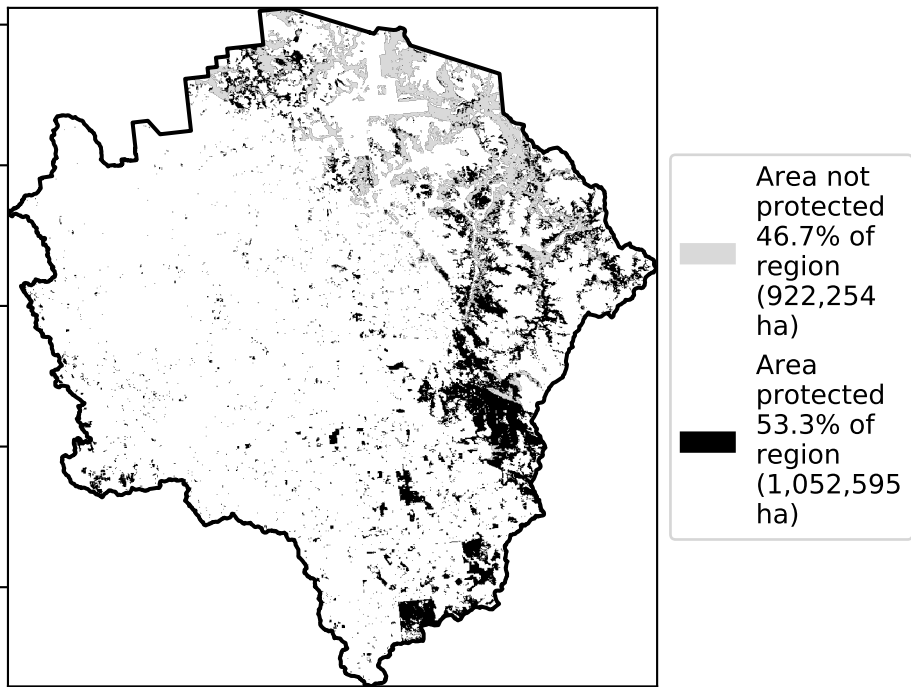 Area not
protected
46.7% of
region
(922,254
ha)
Area
protected
53.3% of
region
(1,052,595
ha)